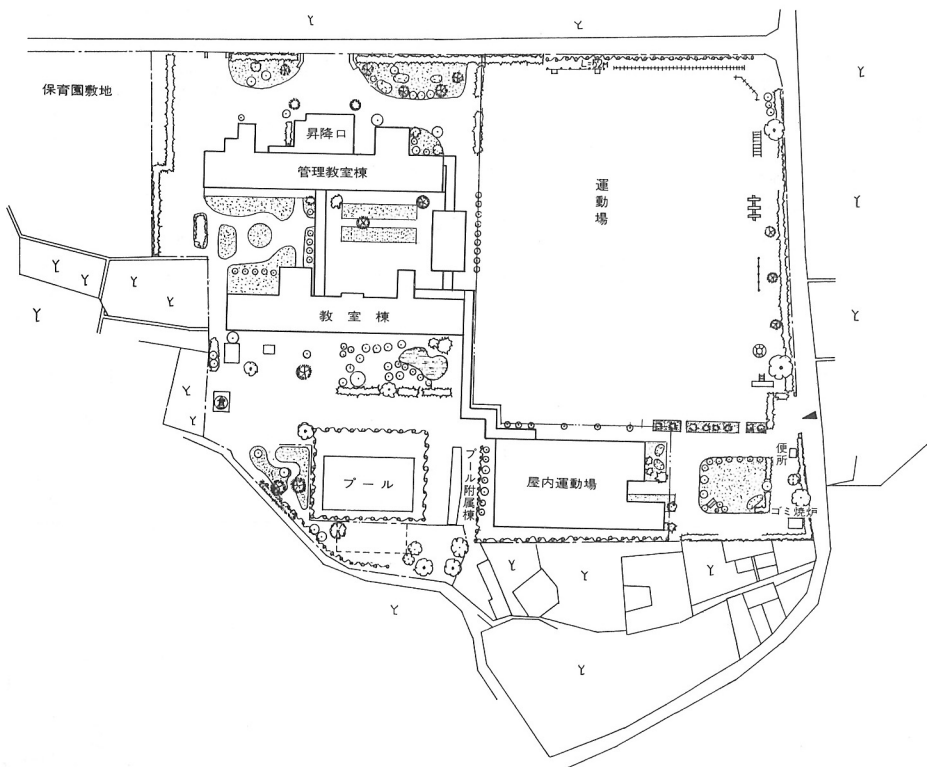 保育園敷地
昇降口
管理教室棟
運動場
教室棟
プール
プール附属棟
屋内運動場
便所
ゴミ焼炉